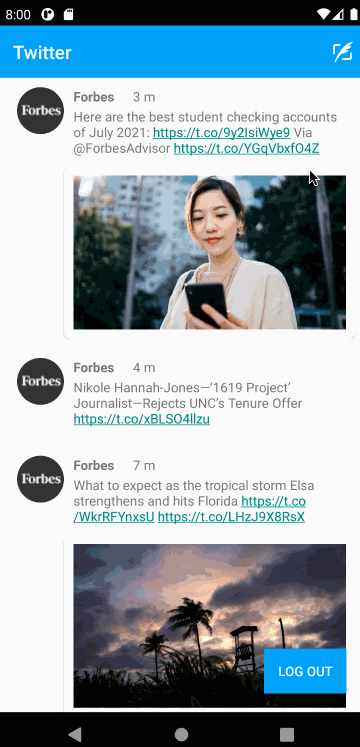 8:00
Twitter
Forbes
Forbes 3 m
Here are the best student checking accounts
of July 2021: https://t.co/9y2IsiWye9 Via
@ForbesAdvisor https://t.co/YGqVbxfO4Z
Forbes
Forbes 4 m
Nikole Hannah-Jones—‘1619 Project’
Journalist—Rejects UNC’s Tenure Offer
https://t.co/xBLSO4llzu
Forbes
Forbes 7 m
What to expect as the tropical storm Elsa
strengthens and hits Florida https://t.co
/WkrRFYnxsU https://t.co/LHzJ9X8RsX
LOG OUT